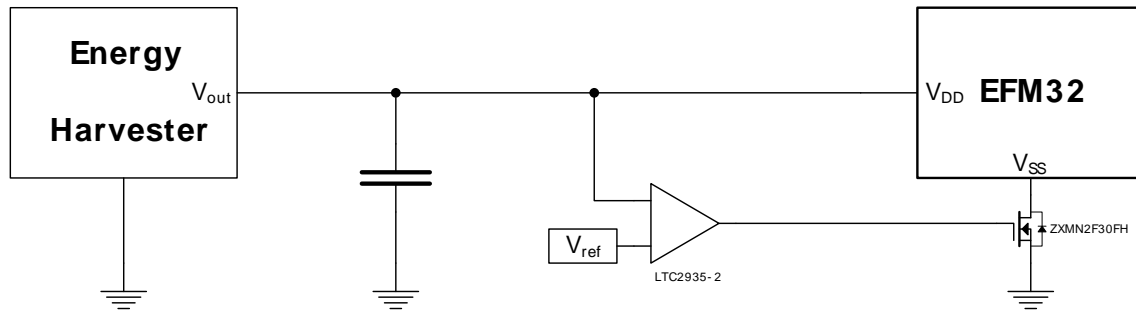 Energy
Harvester
Vout
VDD
EFM32
VSS
ZXMN2F30FH
Vref
LTC2935-2